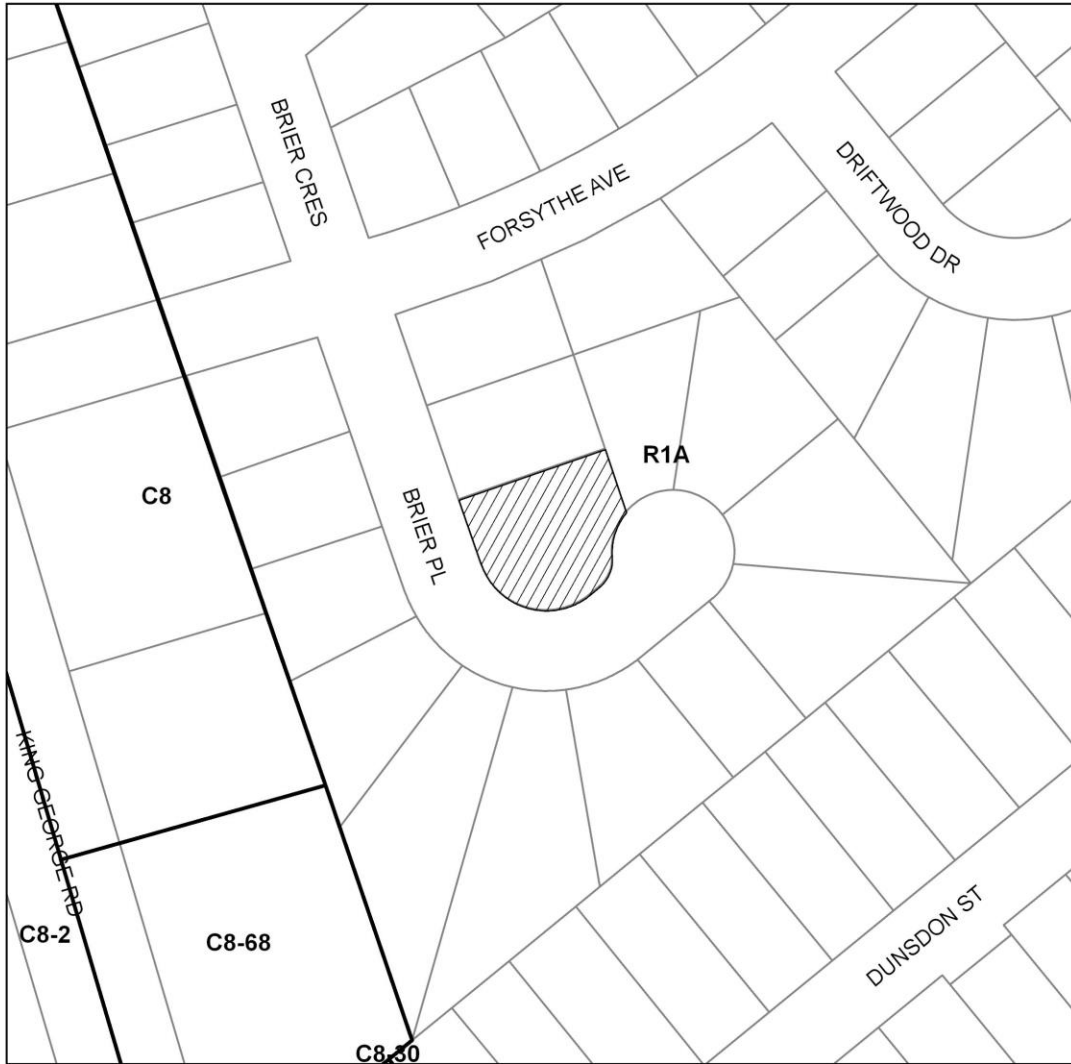 BRIER CRES
FORSYTHE AVE
DRIFTWOOD DR
R1A
C8
BRIER PL
KING GEORGE RD
C8-2
C8-68
DUNSDON ST
C8-30